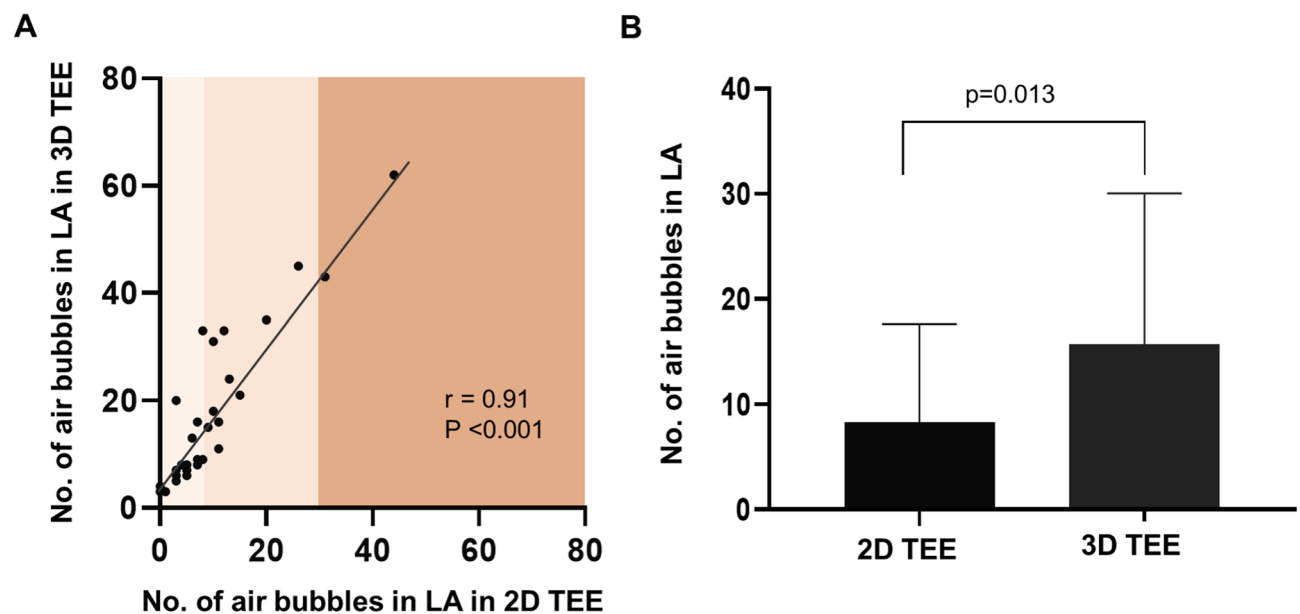 A
No. of air bubbles in LA in 3D TEE
80
60
40
20
0
r = 0.91
P <0.001
0 20 40 60 80
No. of air bubbles in LA in 2D TEE
B
No. of air bubbles in LA
40
30
20
10
0
p=0.013
2D TEE 3D TEE